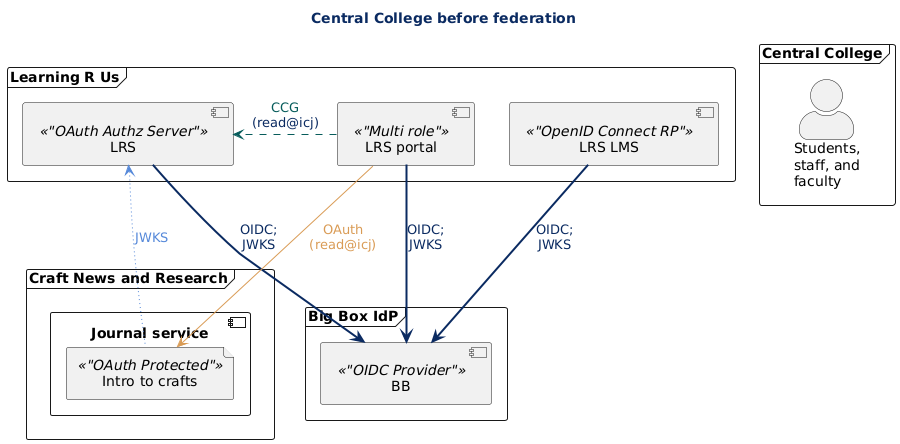 Central College before federation
Learning R Us
«"OAuth Authz Server"»
LRS
CCG
(read@icj)
«"Multi role"»
LRS portal
«"OpenID Connect RP"»
LRS LMS
Central College
Students,
staff, and
faculty
JWKS
OIDC;
JWKS
OAuth
(read@icj)
OIDC;
JWKS
OIDC;
JWKS
Craft News and Research
Journal service
«"OAuth Protected"»
Intro to crafts
Big Box IdP
«"OIDC Provider"»
BB